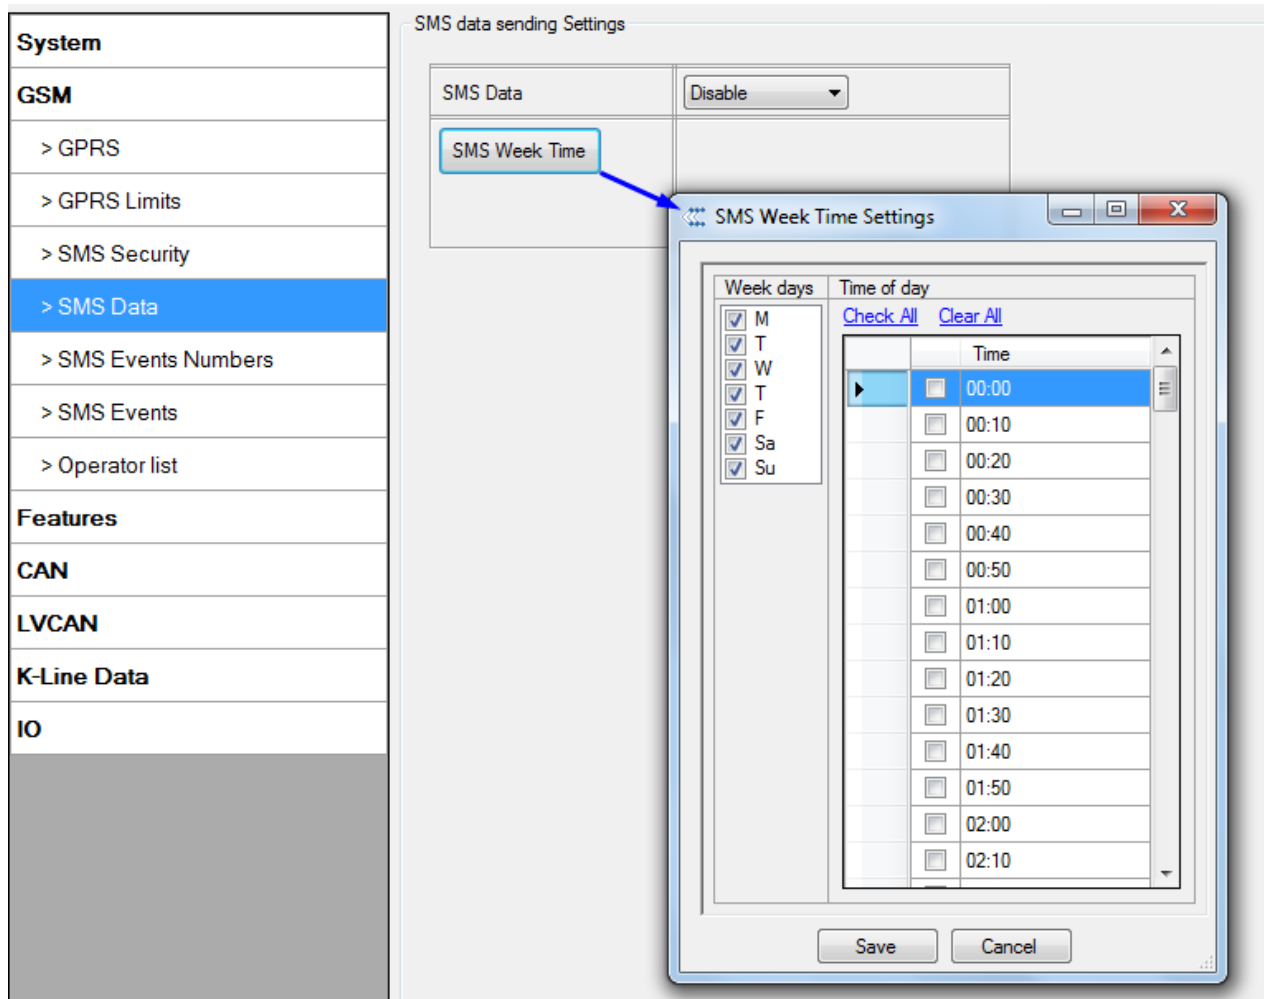 System
GSM
> GPRS
> GPRS Limits
> SMS Security
> SMS Data
> SMS Events Numbers
> SMS Events
> Operator list
Features
CAN
LVCAN
K-Line Data
IO
SMS data sending Settings
SMS Data Disable
SMS Week Time
SMS Week Time Settings
Week days
M
T
W
T
F
Sa
Su
Time of day
Check All Clear All
Time
00:00
00:10
00:20
00:30
00:40
00:50
01:00
01:10
01:20
01:30
01:40
01:50
02:00
02:10
Save Cancel